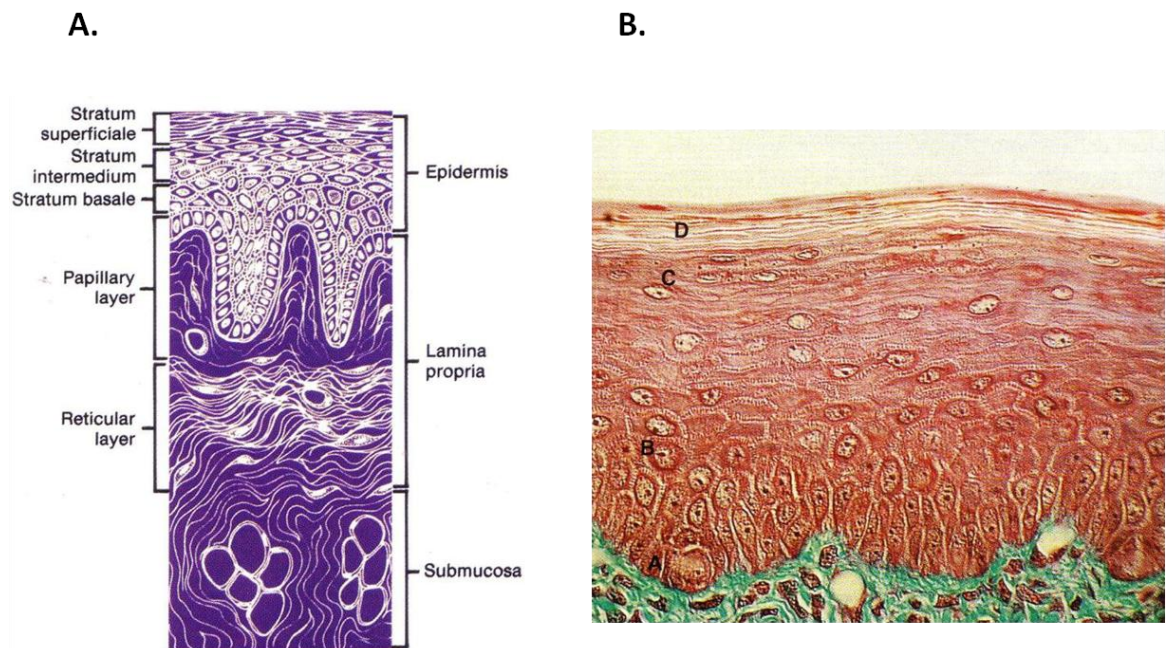 A.
B.
Stratum
superficiale
Stratum
intermedium
Stratum basale
Papillary
layer
Reticular
layer
Epidermis
Lamina
propria
Submucosa
D
C
B
A